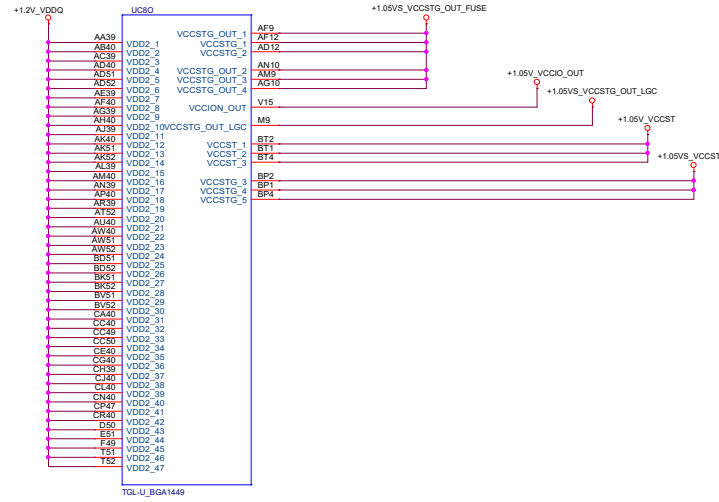 +1.2V_VDDQ
UC8O
+1.05VS_VCCSTG_OUT_FUSE
AA39 VDD2_1 VCCSTG_OUT_1 AF9
AB40 VDD2_2 VCCSTG_1 AF12
AC39 VDD2_3 VCCSTG_2 AD12
AD40 VDD2_4 VCCSTG_OUT_2 AN10
AD51 VDD2_5 VCCSTG_OUT_3 AM9
AD52 VDD2_6 VCCSTG_OUT_4 AG10
+1.05V_VCCIO_OUT
AE39 VDD2_7
AF40 VDD2_8 VCCION_OUT V15
+1.05VS_VCCSTG_OUT_LGC
AG39 VDD2_9
AH40 VDD2_10 VCCSTG_OUT_LGC M9
+1.05V_VCCST
AJ39 VDD2_11
AK40 VDD2_12 VCCST_1 BT2
AK51 VDD2_13 VCCST_2 BT1
AK52 VDD2_14 VCCST_3 BT4
+1.05VS_VCCST
AL39 VDD2_15
AM40 VDD2_16 VCCSTG_3 BP2
AN39 VDD2_17 VCCSTG_4 BP1
AP40 VDD2_18 VCCSTG_5 BP4
AR39 VDD2_19
AT52 VDD2_20
AU40 VDD2_21
AW40 VDD2_22
AW51 VDD2_23
AW52 VDD2_24
BD51 VDD2_25
BD52 VDD2_26
BK51 VDD2_27
BK52 VDD2_28
BV51 VDD2_29
BV52 VDD2_30
CA40 VDD2_31
CC40 VDD2_32
CC49 VDD2_33
CC50 VDD2_34
CE40 VDD2_35
CG40 VDD2_36
CH39 VDD2_37
CJ40 VDD2_38
CL40 VDD2_39
CN40 VDD2_40
CP47 VDD2_41
CR40 VDD2_42
D50 VDD2_43
E51 VDD2_44
F49 VDD2_45
T51 VDD2_46
T52 VDD2_47
TGL-U_BGA1449